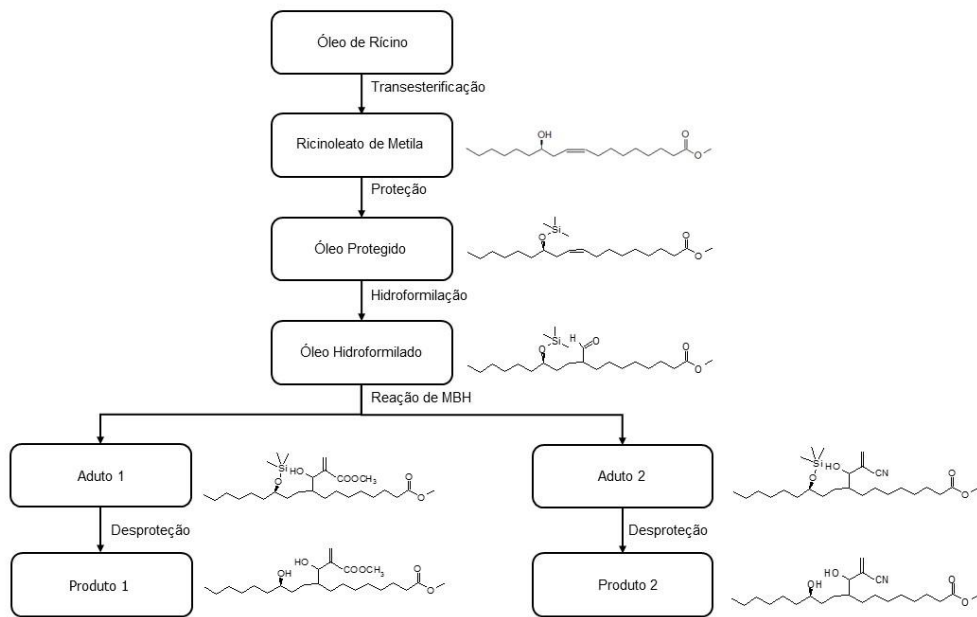 Óleo de Rícino
Transesterificação
Ricinoleato de Metila
OH
O
O
Proteção
Óleo Protegido
Si
O
O
O
Hidroformilação
Óleo Hidroformilado
Si
H
O
O
O
O
Reação de MBH
Aduto 1
Si
HO
O
COOCH3
O
O
Aduto 2
Si
HO
O
CN
O
O
Desproteção
Desproteção
Produto 1
HO
OH
COOCH3
O
O
Produto 2
HO
OH
CN
O
O